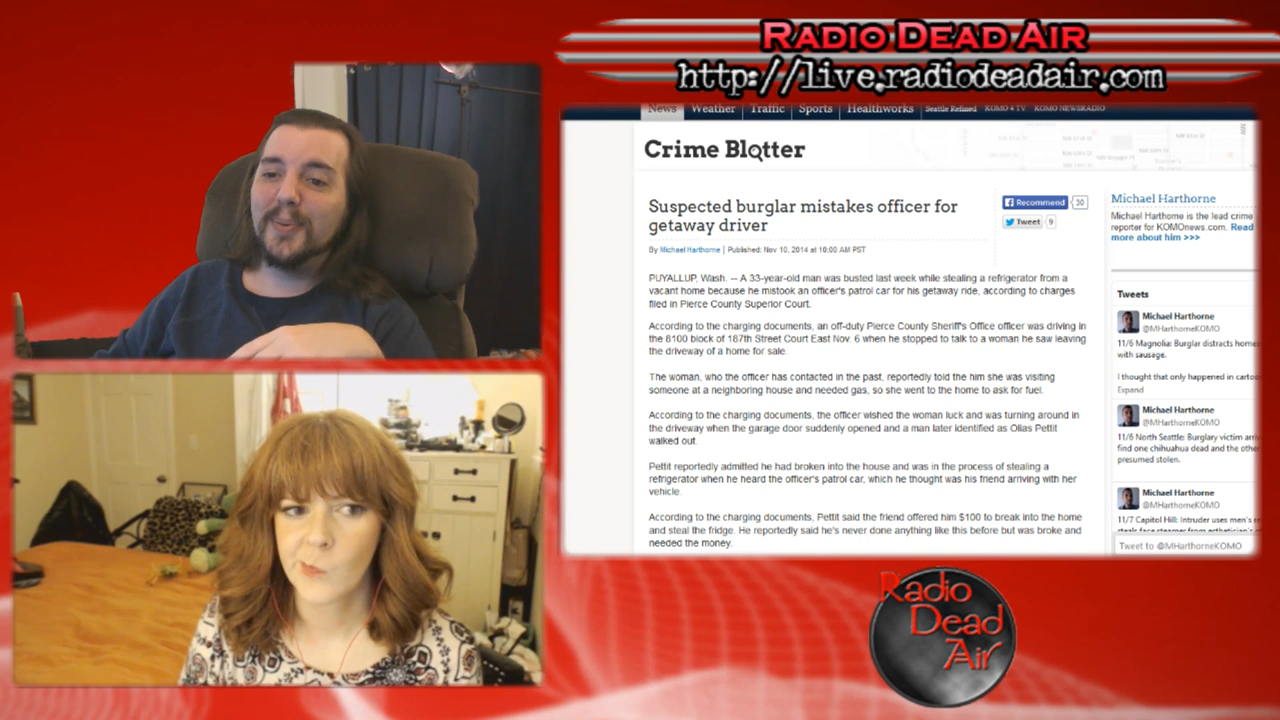 RADIO DEAD AIR
http://live.radiodeadair.com
News Weather Traffic Sports Healthworks Seattle Refined KOMO 4 TV KOMO NEWSRADIO
Crime Blotter
Suspected burglar mistakes officer for
getaway driver
By Michael Harthorne | Published: Nov 10, 2014 at 10:00 AM PST
Recommend 30
Tweet 9
PUYALLUP, Wash. -- A 33-year-old man was busted last week while stealing a refrigerator from a
vacant home because he mistook an officer's patrol car for his getaway ride, according to charges
filed in Pierce County Superior Court.
According to the charging documents, an off-duty Pierce County Sheriff's Office officer was driving in
the 8100 block of 187th Street Court East Nov. 6 when he stopped to talk to a woman he saw leaving
the driveway of a home for sale.
The woman, who the officer has contacted in the past, reportedly told the him she was visiting
someone at a neighboring house and needed gas, so she went to the home to ask for fuel.
According to the charging documents, the officer wished the woman luck and was turning around in
the driveway when the garage door suddenly opened and a man later identified as Olias Pettit
walked out.
Pettit reportedly admitted he had broken into the house and was in the process of stealing a
refrigerator when he heard the officer's patrol car, which he thought was his friend arriving with her
vehicle.
According to the charging documents, Pettit said the friend offered him $100 to break into the home
and steal the fridge. He reportedly said he's never done anything like this before but was broke and
needed the money.
Michael Harthorne
Michael Harthorne is the lead crime
reporter for KOMOnews.com. Read
more about him >>>
Tweets
Michael Harthorne
@MHarthorneKOMO
11/6 Magnolia: Burglar distracts home
with sausage.
I thought that only happened in cartoo
Expand
Michael Harthorne
@MHarthorneKOMO
11/6 North Seattle: Burglary victim arriv
find one chihuahua dead and the othe
presumed stolen.
Michael Harthorne
@MHarthorneKOMO
11/7 Capitol Hill: Intruder uses men's re
Tweet to @MHarthorneKOMO
Radio
Dead
Air